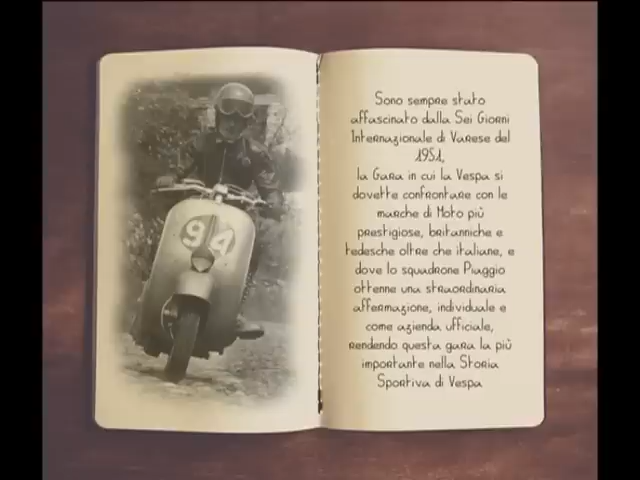 94
Sono sempre stato
affascinato dalla Sei Giorni
Internazionale di Varese del
1951,
la Gara in cui la Vespa si
dovette confrontare con le
marche di Moto più
prestigiose, britanniche e
tedesche oltre che italiane, e
dove lo squadrone Piaggio
ottenne una straordinaria
affermazione, individuale e
come azienda ufficiale,
rendendo questa gara la più
importante nella Storia
Sportiva di Vespa